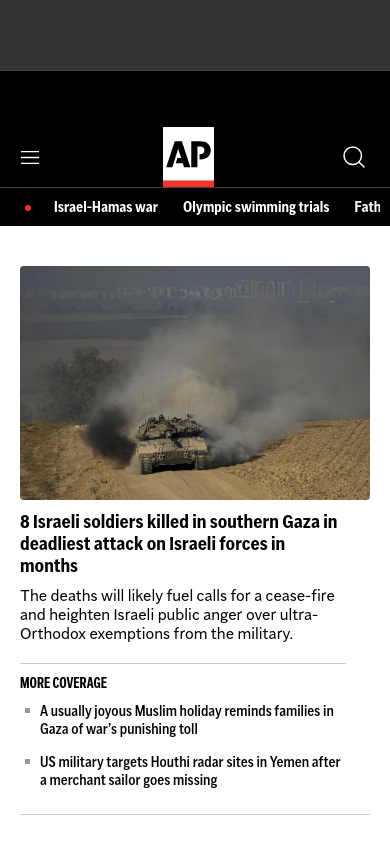 AP
Israel-Hamas war
Olympic swimming trials
Fath
8 Israeli soldiers killed in southern Gaza in
deadliest attack on Israeli forces in
months
The deaths will likely fuel calls for a cease-fire
and heighten Israeli public anger over ultra-
Orthodox exemptions from the military.
MORE COVERAGE
A usually joyous Muslim holiday reminds families in
Gaza of war's punishing toll
US military targets Houthi radar sites in Yemen after
a merchant sailor goes missing